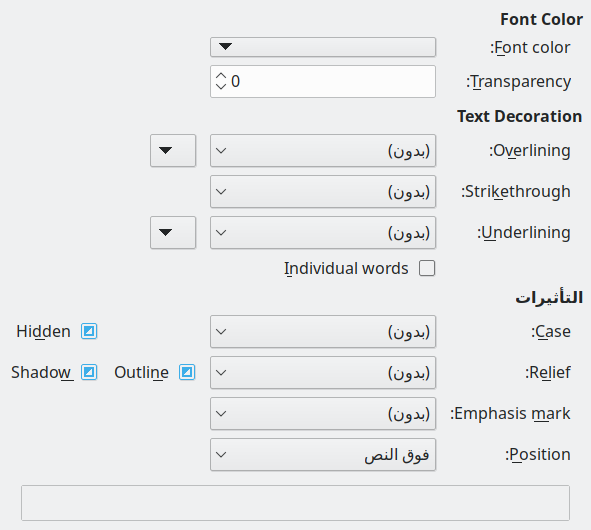 Font Color
Font color:
Transparency: 0
Text Decoration
Overlining: (بدون)
Strikethrough: (بدون)
Underlining: (بدون)
Individual words
التأثيرات
Case: (بدون) Hidden
Relief: (بدون) Outline Shadow
Emphasis mark: (بدون)
Position: فوق النص